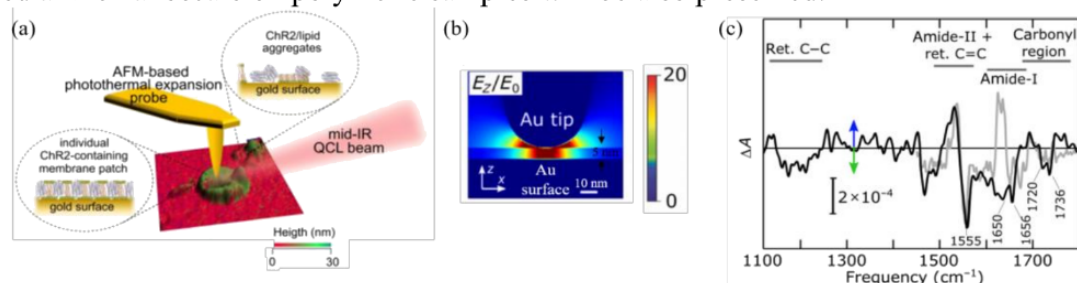 (a)
ChR2/lipid
aggregates
gold surface
AFM-based
photothermal expansion
probe
mid-IR
QCL beam
individual
ChR2-containing
membrane patch
gold surface
Heigth (nm)
0 30
(b)
E_Z/E_0
20
Au tip
5 nm
z
x
Au
surface
10 nm
0
(c)
Ret. C–C
Amide-II +
ret. C=C
Carbonyl
region
Amide-I
ΔA
2×10⁻⁴
1555
1650
1656
1720
1736
1100 1300 1500 1700
Frequency (cm⁻¹)